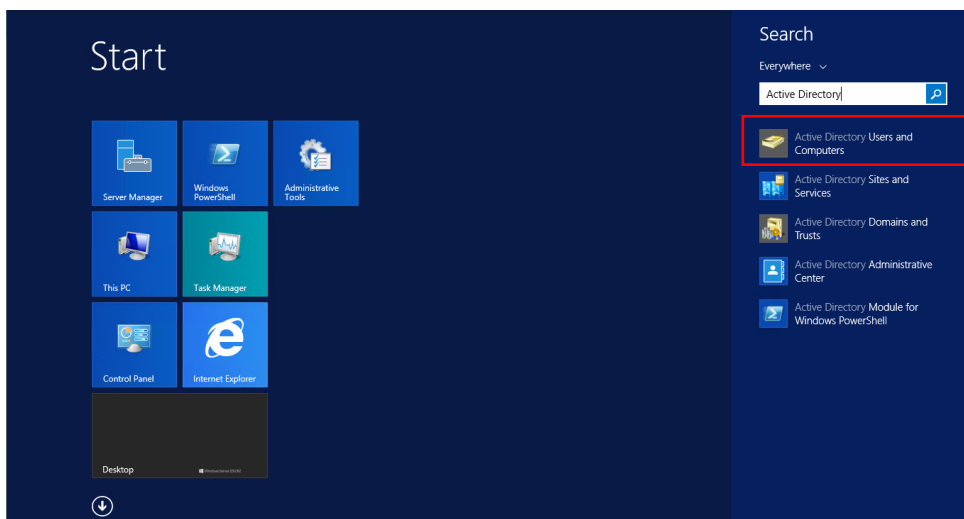 Start
Server Manager
Windows
PowerShell
Administrative
Tools
This PC
Task Manager
Control Panel
Internet Explorer
Desktop
Search
Everywhere
Active Directory
Active Directory Users and
Computers
Active Directory Sites and
Services
Active Directory Domains and
Trusts
Active Directory Administrative
Center
Active Directory Module for
Windows PowerShell